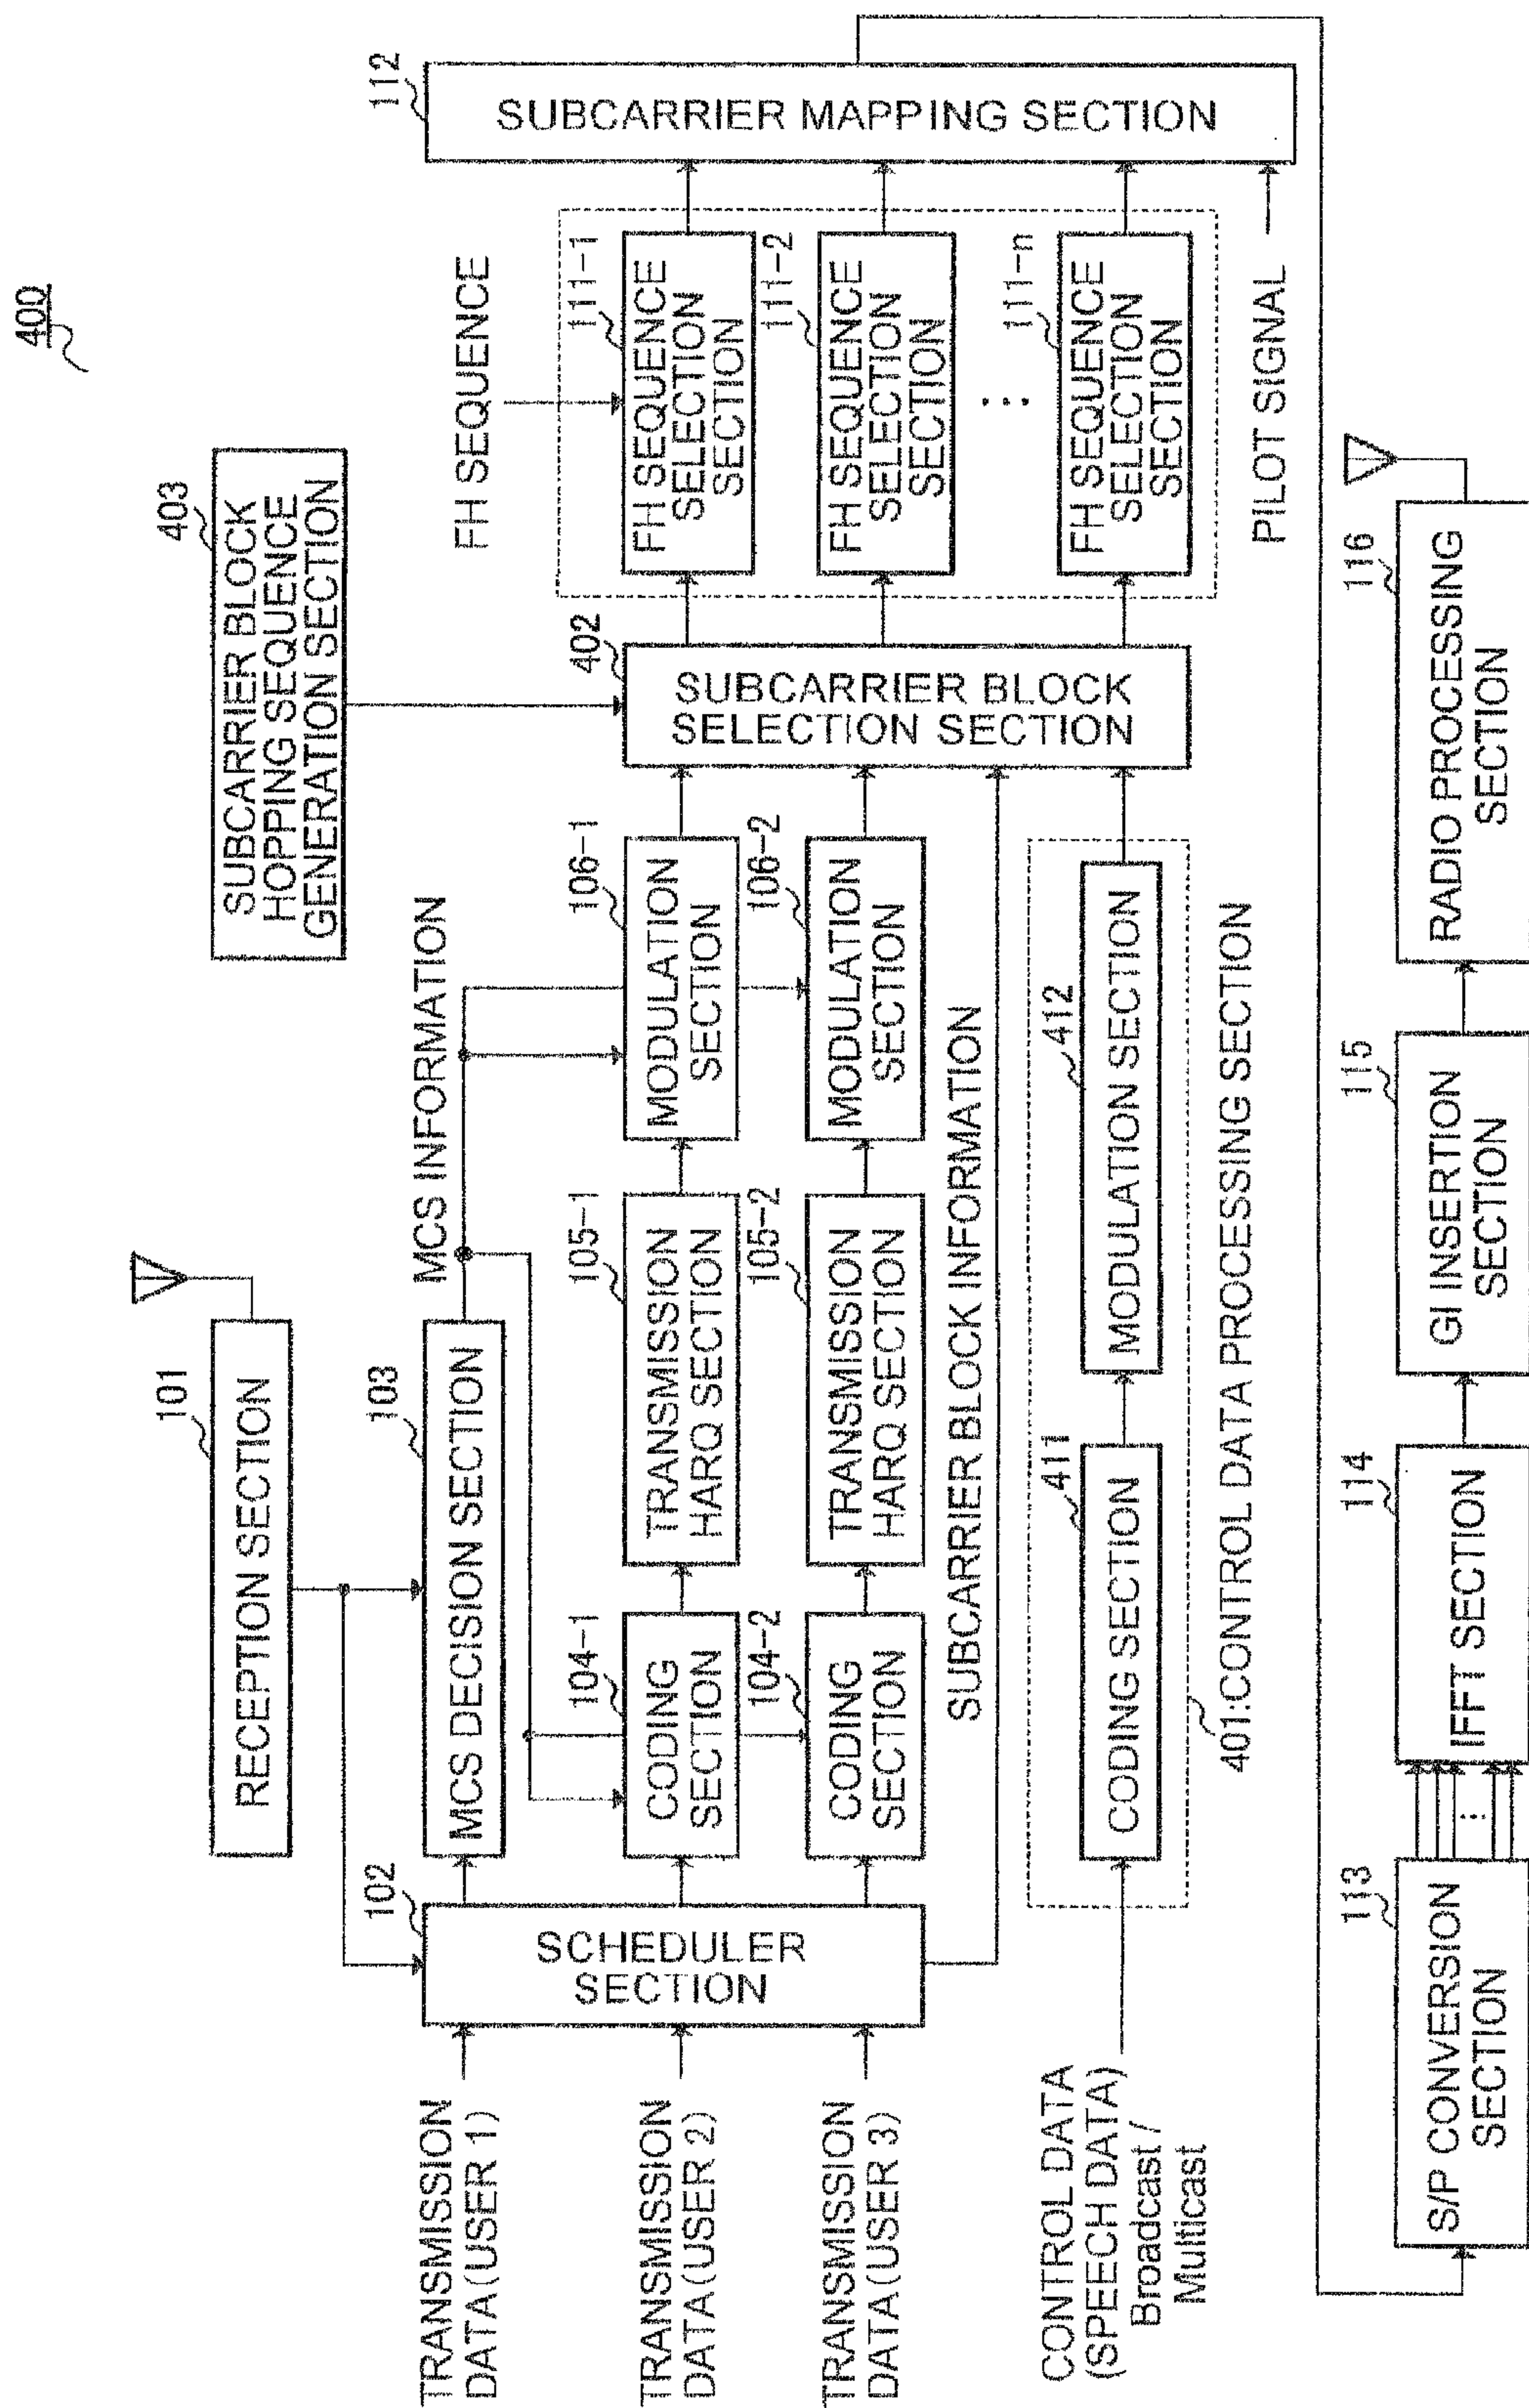 400
101
RECEPTION SECTION
403
SUBCARRIER BLOCK
HOPPING SEQUENCE
GENERATION SECTION
102
SCHEDULER
SECTION
103
MCS DECISION SECTION
MCS INFORMATION
FH SEQUENCE
112
SUBCARRIER MAPPING SECTION
TRANSMISSION
DATA(USER 1)
TRANSMISSION
DATA(USER 2)
TRANSMISSION
DATA(USER 3)
104-1
CODING
SECTION
105-1
TRANSMISSION
HARQ SECTION
106-1
MODULATION
SECTION
402
SUBCARRIER BLOCK
SELECTION SECTION
111-1
FH SEQUENCE
SELECTION
SECTION
104-2
CODING
SECTION
105-2
TRANSMISSION
HARQ SECTION
106-2
MODULATION
SECTION
111-2
FH SEQUENCE
SELECTION
SECTION
SUBCARRIER BLOCK INFORMATION
111-n
FH SEQUENCE
SELECTION
SECTION
CONTROL DATA
(SPEECH DATA)
Broadcast /
Multicast
411
CODING SECTION
412
MODULATION SECTION
401:CONTROL DATA PROCESSING SECTION
PILOT SIGNAL
113
S/P CONVERSION
SECTION
114
IFFT SECTION
115
GI INSERTION
SECTION
116
RADIO PROCESSING
SECTION